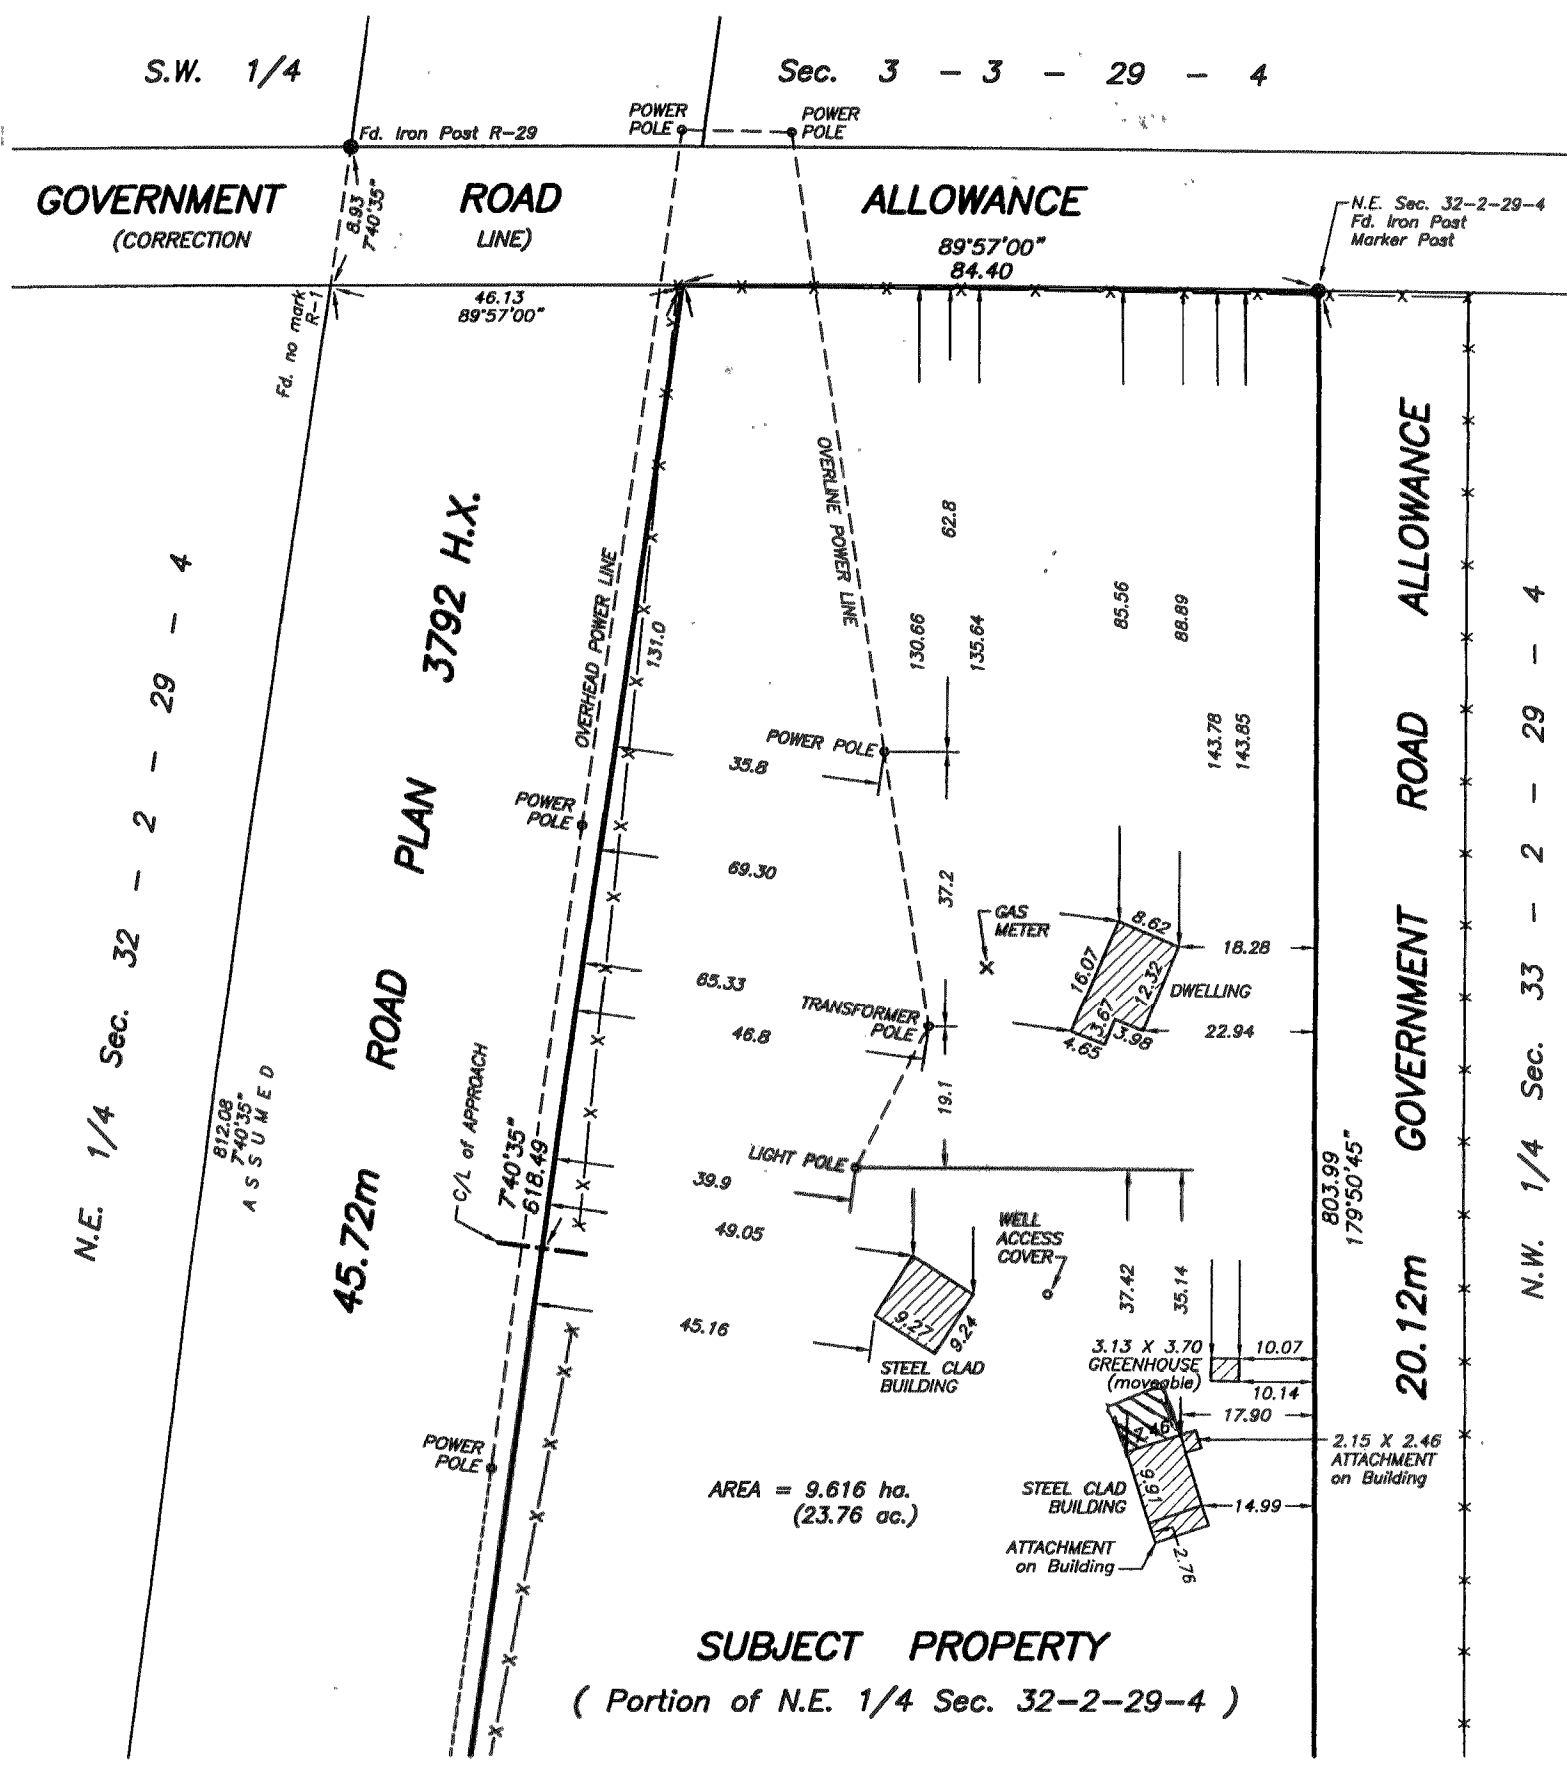 S.W. 1/4
Sec. 3 - 3 - 29 - 4
POWER
POLE
POWER
POLE
Fd. Iron Post R-29
GOVERNMENT ROAD ALLOWANCE
(CORRECTION LINE)
8.93
7°40'35"
89°57'00"
84.40
N.E. Sec. 32-2-29-4
Fd. Iron Post
Marker Post
46.13
89°57'00"
Fd. no mark
R-1
OVERLINE POWER LINE
OVERHEAD POWER LINE
131.0
62.8
130.66
135.64
85.56
88.89
143.78
143.85
45.72m ROAD PLAN 3792 H.X.
N.E. 1/4 Sec. 32 - 2 - 29 - 4
20.12m GOVERNMENT ROAD ALLOWANCE
N.W. 1/4 Sec. 33 - 2 - 29 - 4
POWER POLE
35.8
POWER
POLE
69.30
37.2
GAS
METER
8.62
18.28
16.07
12.32
DWELLING
3.67
3.98
4.65
22.94
65.33
TRANSFORMER
POLE
46.8
19.1
C/L of APPROACH
812.08
7°40'35"
ASSUMED
7°40'35"
618.49
LIGHT POLE
39.9
803.99
179°50'45"
49.05
WELL
ACCESS
COVER
37.42
35.14
45.16
9.27
9.24
STEEL CLAD
BUILDING
3.13 X 3.70
GREENHOUSE
(moveable)
10.07
10.14
17.90
7.46
2.15 X 2.46
ATTACHMENT
on Building
POWER
POLE
AREA = 9.616 ha.
(23.76 ac.)
STEEL CLAD
BUILDING
9.91
14.99
ATTACHMENT
on Building
2.76
SUBJECT PROPERTY
( Portion of N.E. 1/4 Sec. 32-2-29-4 )